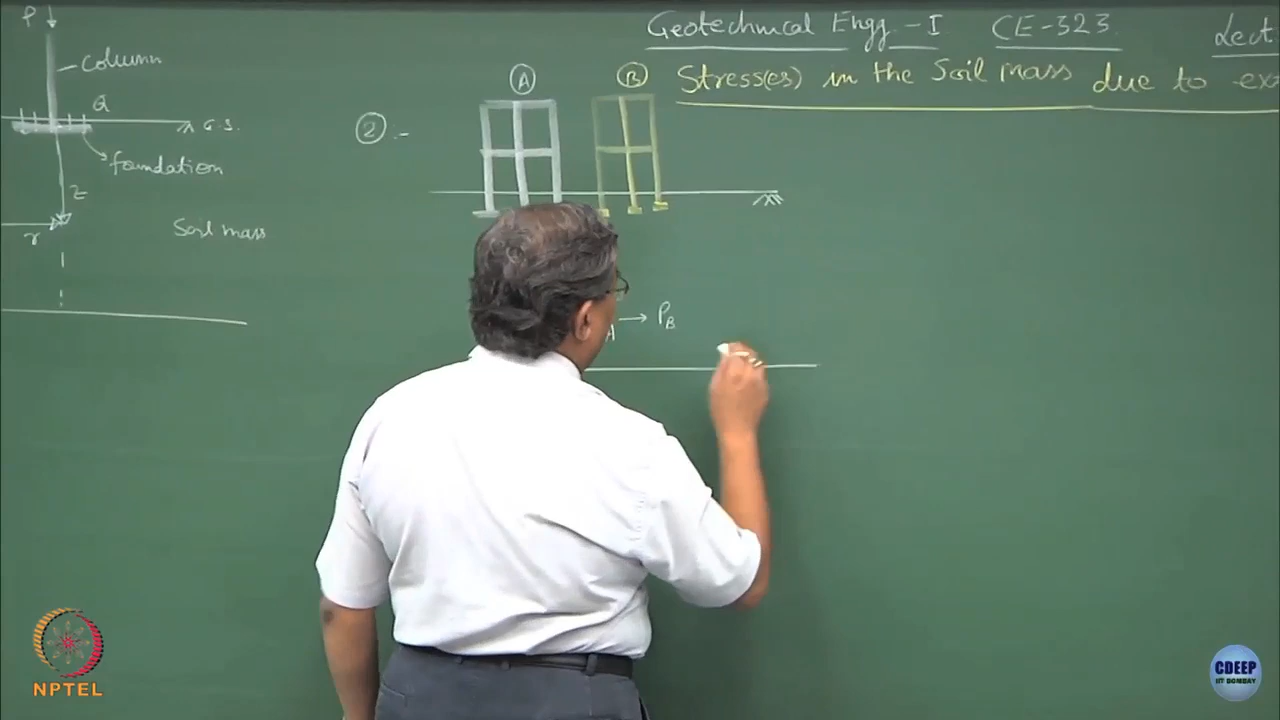 Geotechnical Engg - I CE-323 Lect
Stress(es) in the Soil mass due to ex
P
column
Q
G.S.
foundation
z
r
Soil mass
② :-
Ⓐ Ⓑ
A → P_B
NPTEL
CDEEP
IIT BOMBAY